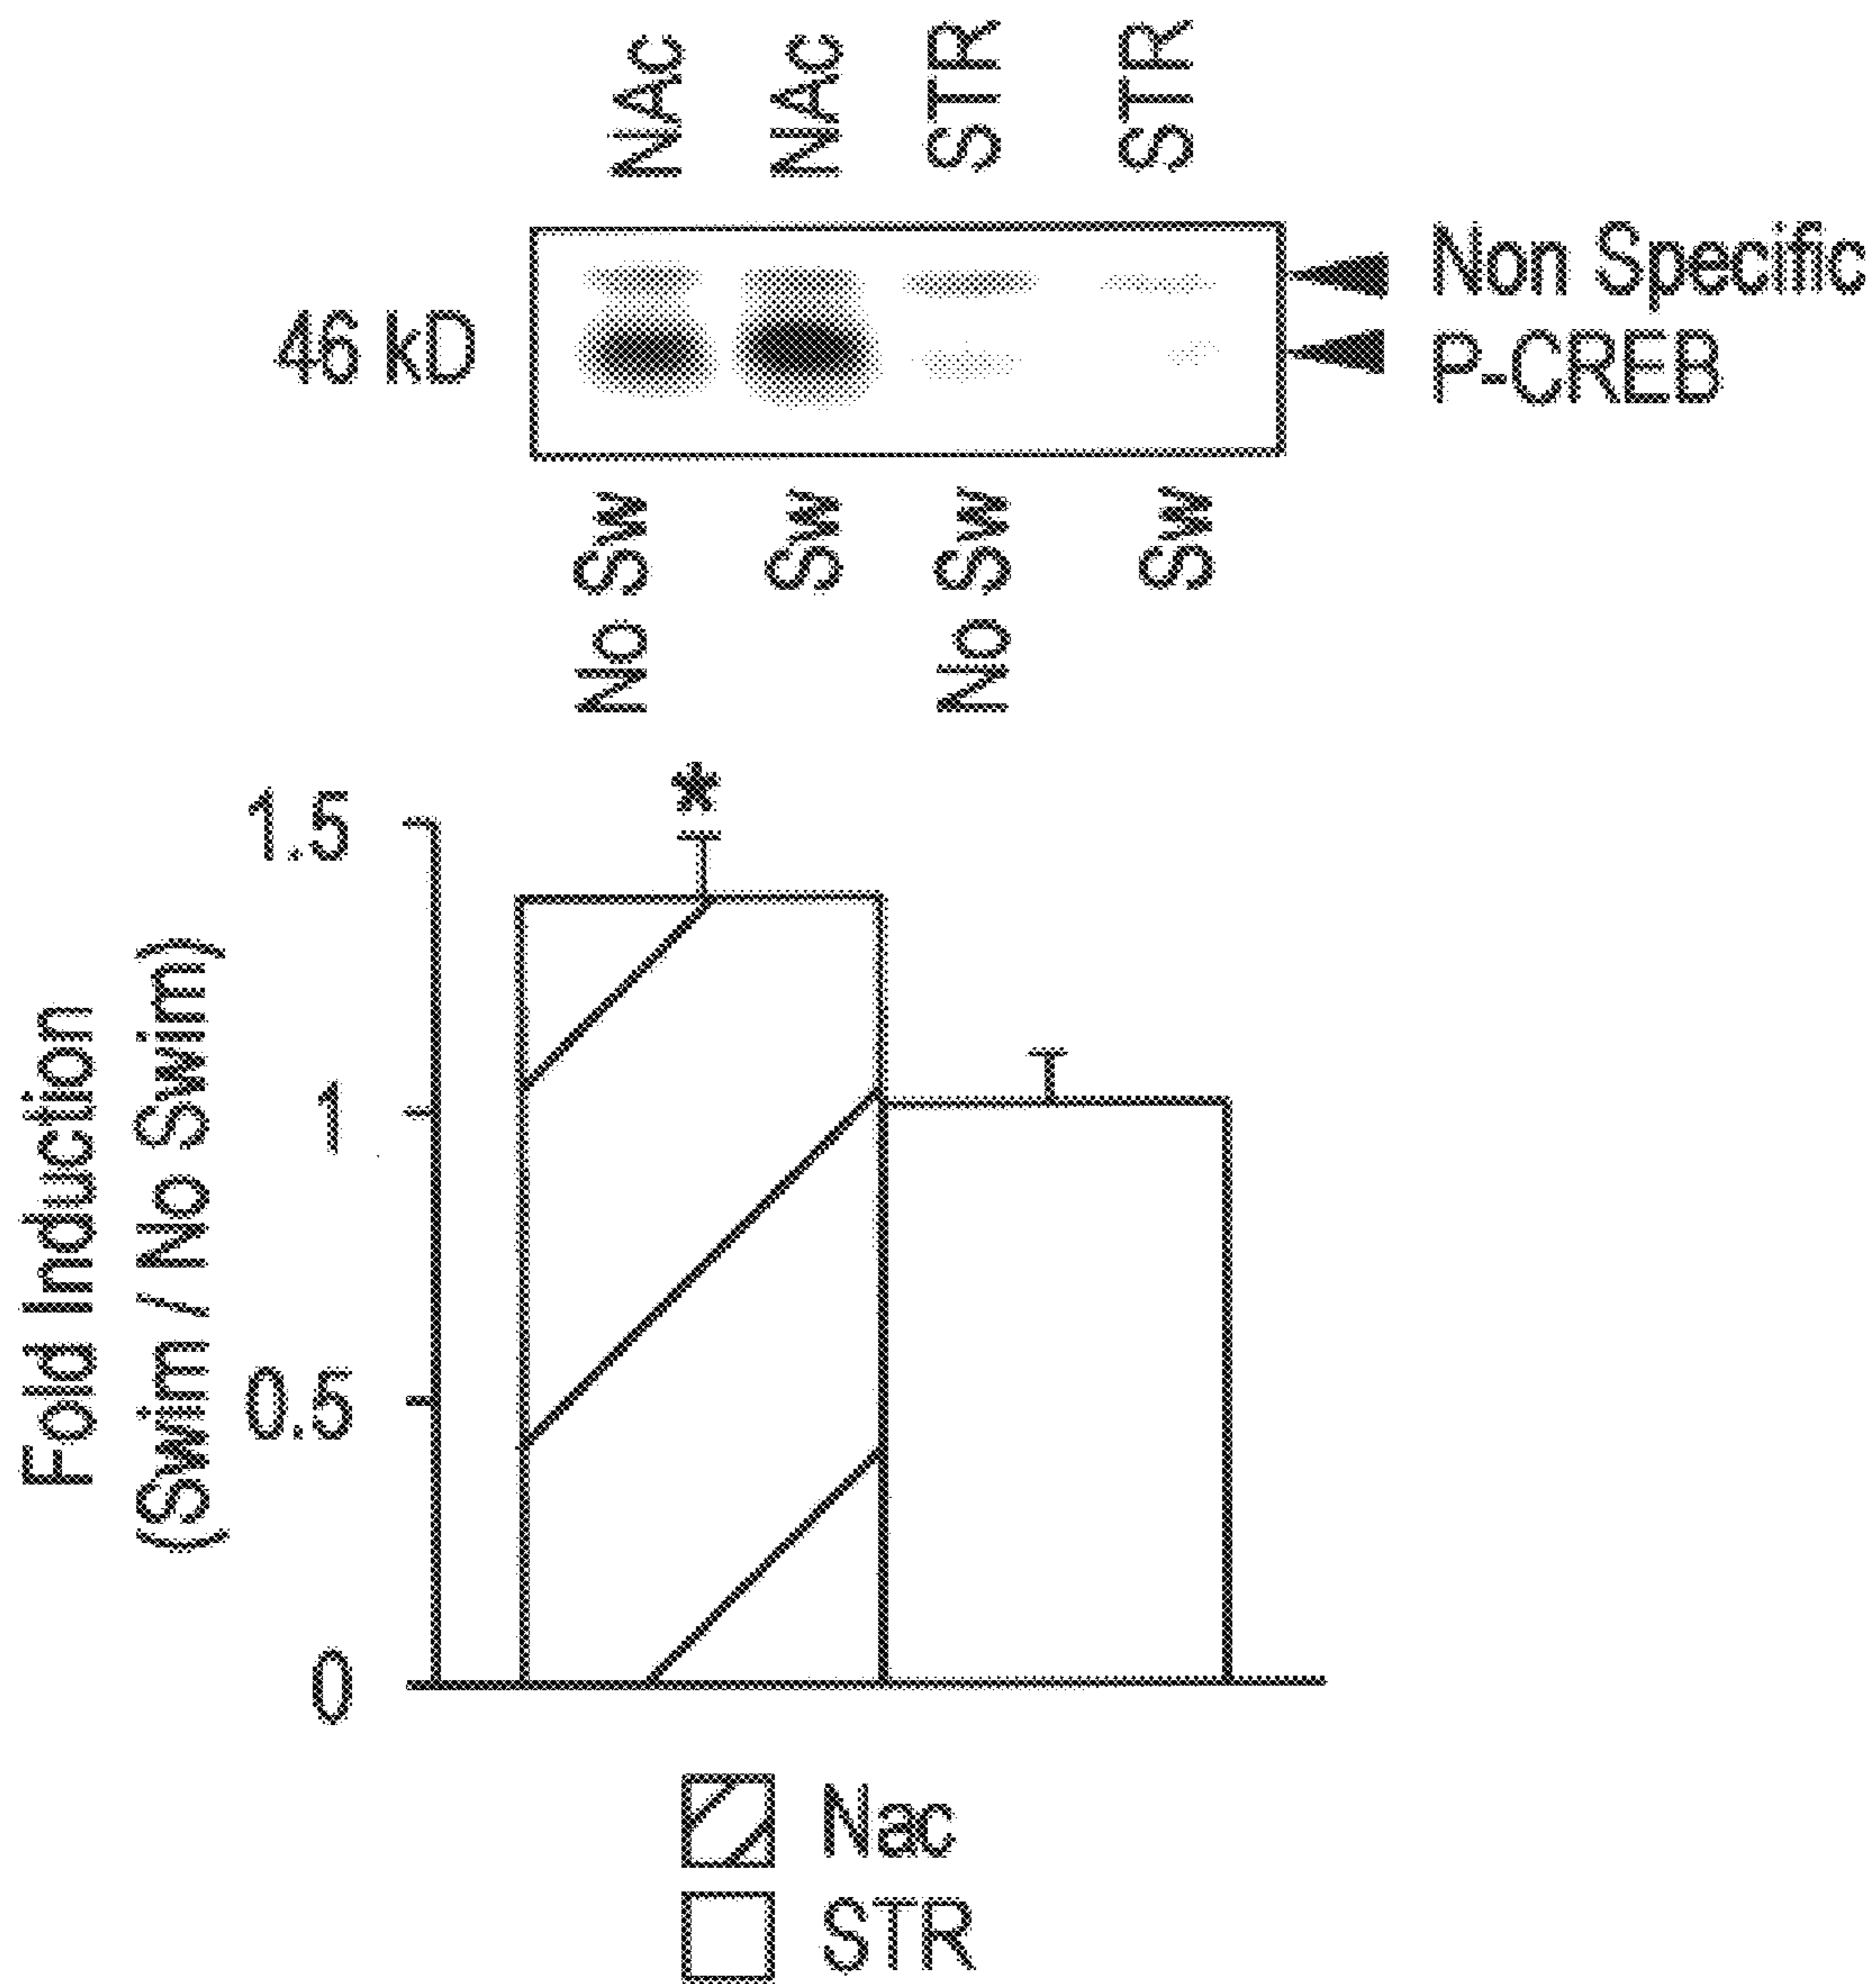 NAc NAc STR STR
Non Specific
46 kD P-CREB
No Sw Sw No Sw Sw
*
1.5
1
0.5
0
Fold Induction
(Swim / No Swim)
Nac
STR